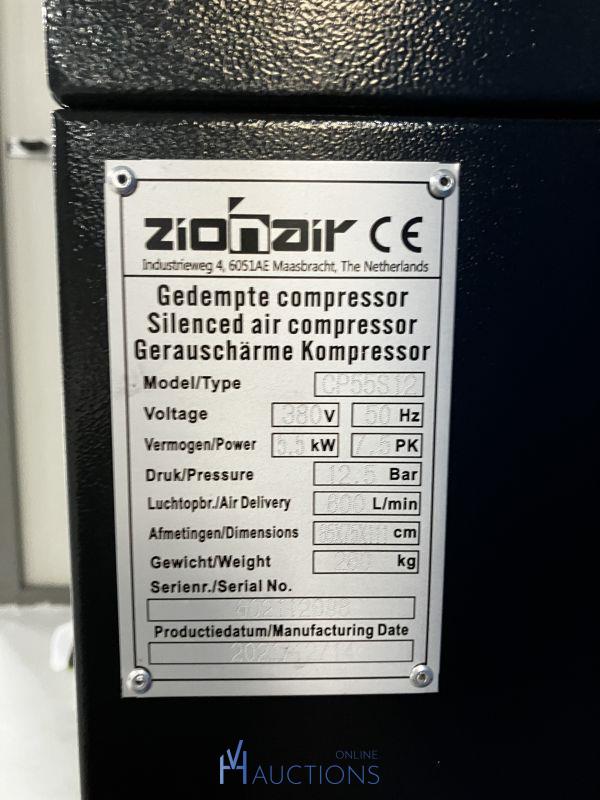 zionair CE
Industrieweg 4, 6051AE Maasbracht, The Netherlands
Gedempte compressor
Silenced air compressor
Gerauschärme Kompressor
Model/Type CP55S12
Voltage 380 V 50 Hz
Vermogen/Power 5.5 kW 7.5 PK
Druk/Pressure 12.5 Bar
Luchtopbr./Air Delivery 600 L/min
Afmetingen/Dimensions cm
Gewicht/Weight kg
Serienr./Serial No.
Productiedatum/Manufacturing Date
ONLINE
VH AUCTIONS